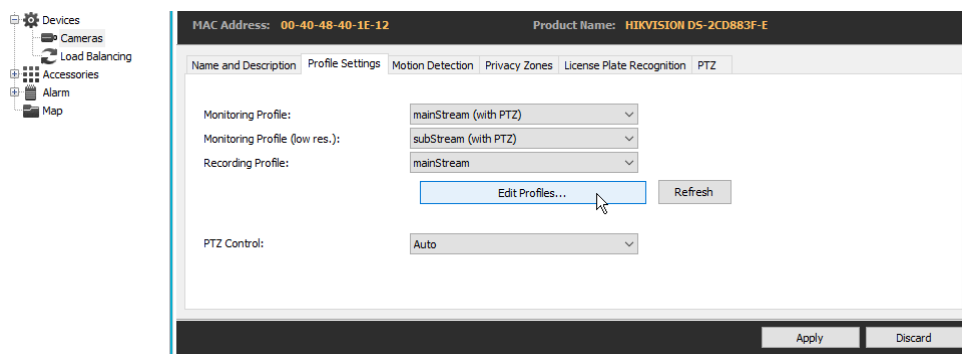 Devices
Cameras
Load Balancing
Accessories
Alarm
Map
MAC Address: 00-40-48-40-1E-12 Product Name: HIKVISION DS-2CD883F-E
Name and Description Profile Settings Motion Detection Privacy Zones License Plate Recognition PTZ
Monitoring Profile: mainStream (with PTZ)
Monitoring Profile (low res.): subStream (with PTZ)
Recording Profile: mainStream
Edit Profiles... Refresh
PTZ Control: Auto
Apply Discard